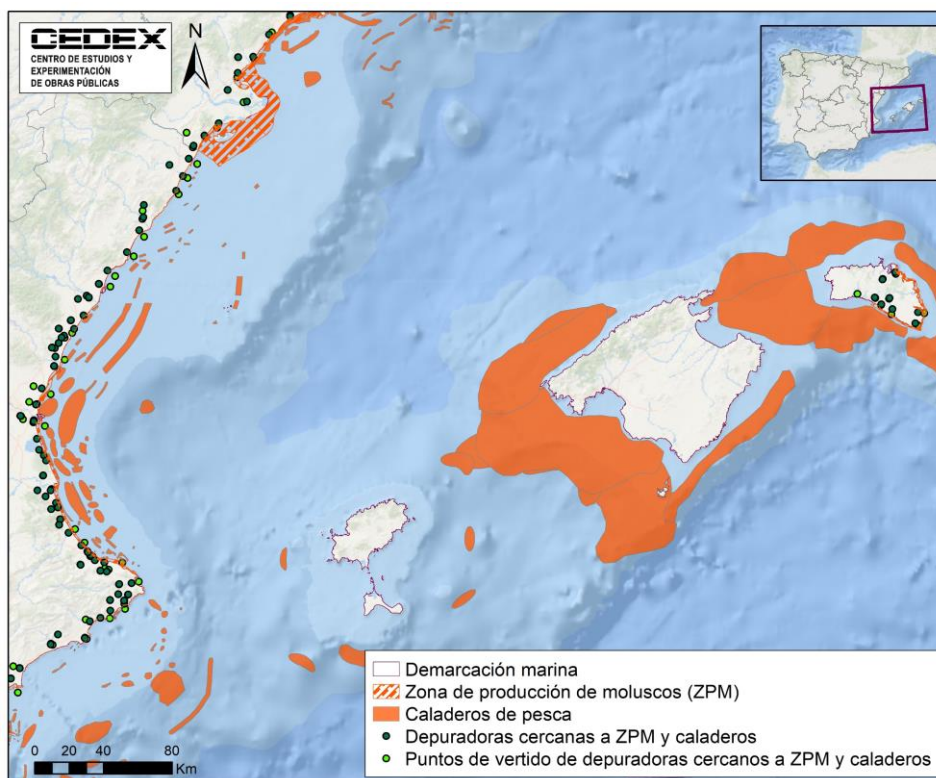 CEDEX
CENTRO DE ESTUDIOS Y
EXPERIMENTACIÓN
DE OBRAS PÚBLICAS
N
Demarcación marina
Zona de producción de moluscos (ZPM)
Caladeros de pesca
Depuradoras cercanas a ZPM y caladeros
Puntos de vertido de depuradoras cercanos a ZPM y caladeros
0 20 40 80
Km